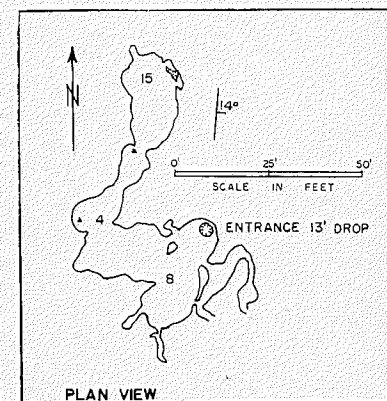 15
N
14°
0' 25' 50'
SCALE IN FEET
4
ENTRANCE 13' DROP
8
PLAN VIEW